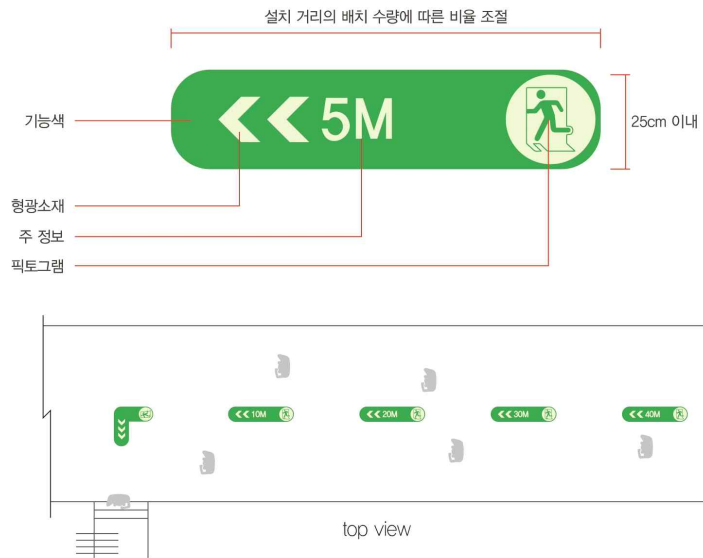 설치 거리의 배치 수량에 따른 비율 조절
기능색
5M
25cm 이내
형광소재
주 정보
픽토그램
10M
20M
30M
40M
top view